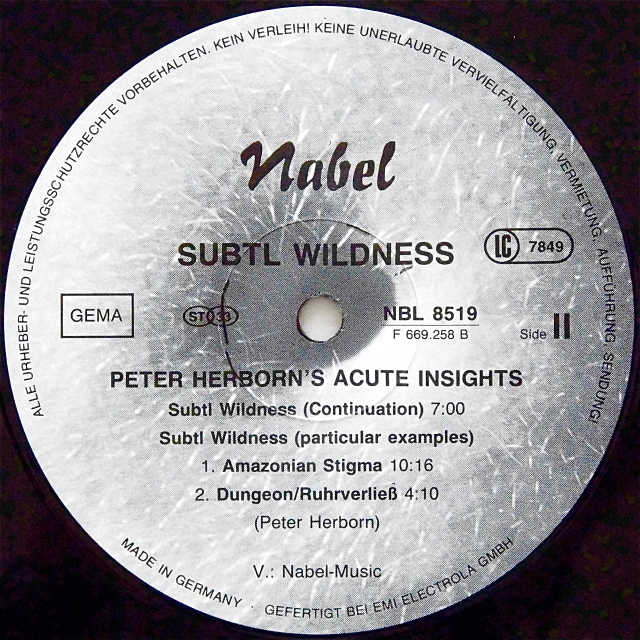 ALLE URHEBER- UND LEISTUNGSSCHUTZRECHTE VORBEHALTEN. KEIN VERLEIH! KEINE UNERLAUBTE VERVIELFÄLTIGUNG, VERMIETUNG, AUFFÜHRUNG, SENDUNG!
Nabel
SUBTL WILDNESS
LC 7849
GEMA
ST 33
NBL 8519
F 669.258 B
Side II
PETER HERBORN'S ACUTE INSIGHTS
Subtl Wildness (Continuation) 7:00
Subtl Wildness (particular examples)
1. Amazonian Stigma 10:16
2. Dungeon/Ruhrverließ 4:10
(Peter Herborn)
V.: Nabel-Music
MADE IN GERMANY · GEFERTIGT BEI EMI ELECTROLA GMBH